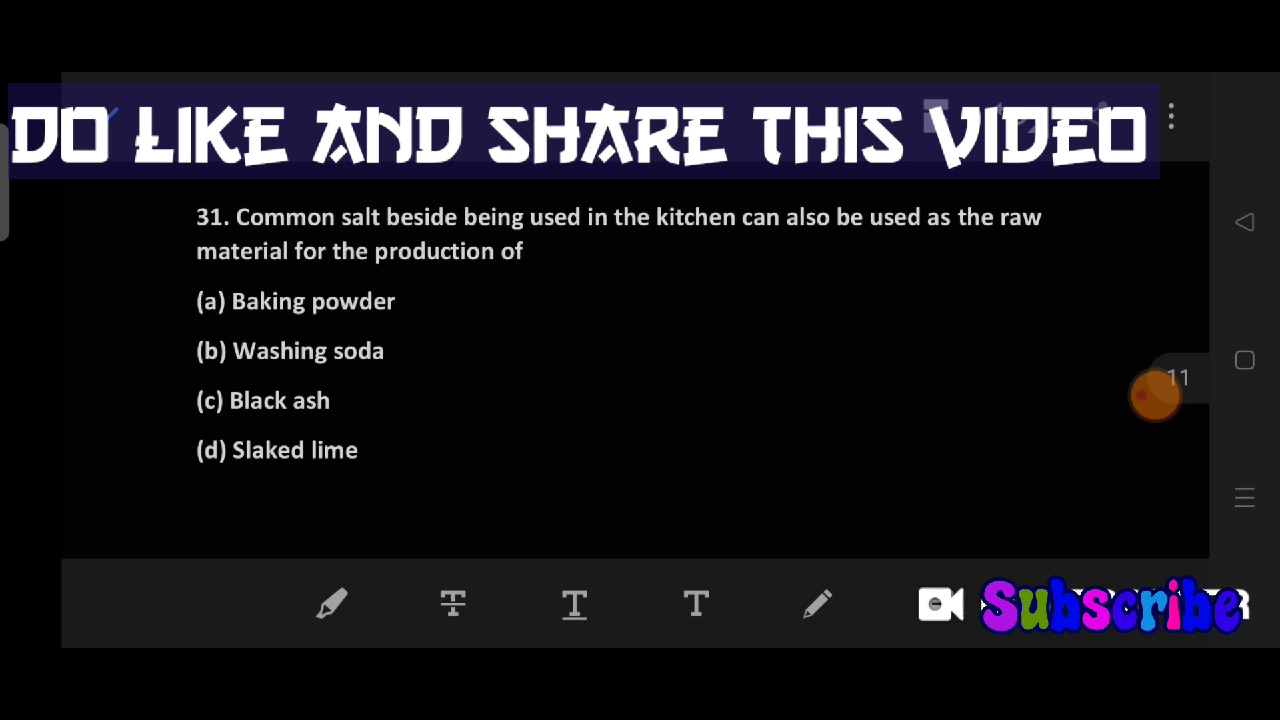 DO LIKE AND SHARE THIS VIDEO
31. Common salt beside being used in the kitchen can also be used as the raw
material for the production of
(a) Baking powder
(b) Washing soda
11
(c) Black ash
(d) Slaked lime
Subscribe